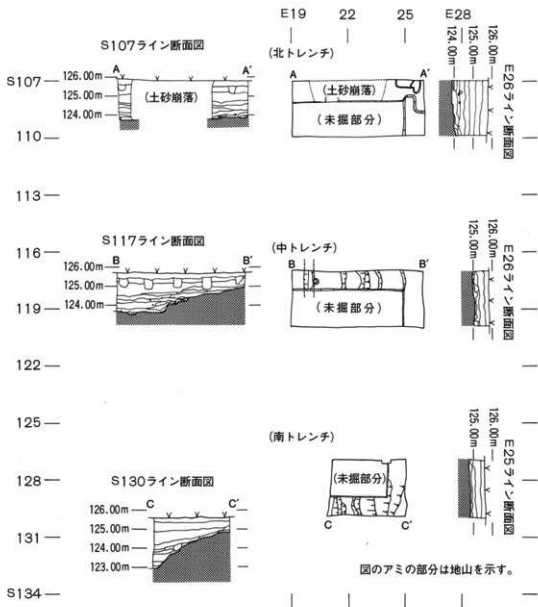 E19 22 25 E28
S107ライン断面図
(北トレンチ)
124.00m
125.00m
126.00m
E26ライン断面図
A A'
A A'
S107
126.00m
125.00m
124.00m
(土砂崩落)
(土砂崩落)
(未掘部分)
110
113
116
S117ライン断面図
(中トレンチ)
125.00m
126.00m
E26ライン断面図
B B'
B B'
126.00m
125.00m
124.00m
119
(未掘部分)
122
125
(南トレンチ)
125.00m
126.00m
E25ライン断面図
128
S130ライン断面図
(未掘部分)
C C'
C C'
126.00m
125.00m
124.00m
123.00m
131
図のアミの部分は地山を示す。
S134